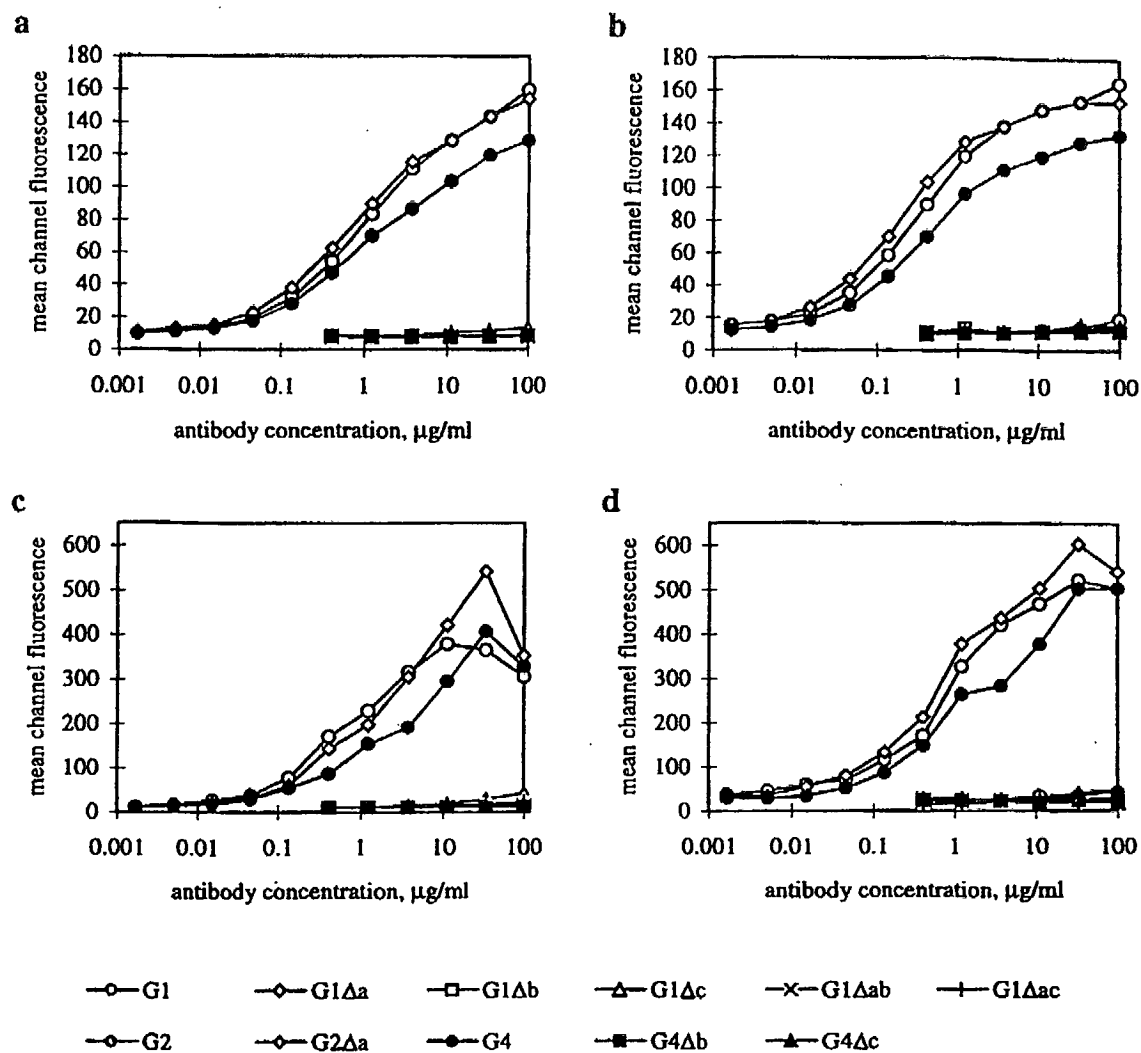 a
180
160
140
120
100
80
60
40
20
0
mean channel fluorescence
0.001 0.01 0.1 1 10 100
antibody concentration, μg/ml
b
180
160
140
120
100
80
60
40
20
0
mean channel fluorescence
0.001 0.01 0.1 1 10 100
antibody concentration, μg/ml
c
600
500
400
300
200
100
0
mean channel fluorescence
0.001 0.01 0.1 1 10 100
antibody concentration, μg/ml
d
600
500
400
300
200
100
0
mean channel fluorescence
0.001 0.01 0.1 1 10 100
antibody concentration, μg/ml
G1 G1Δa G1Δb G1Δc G1Δab G1Δac
G2 G2Δa G4 G4Δb G4Δc